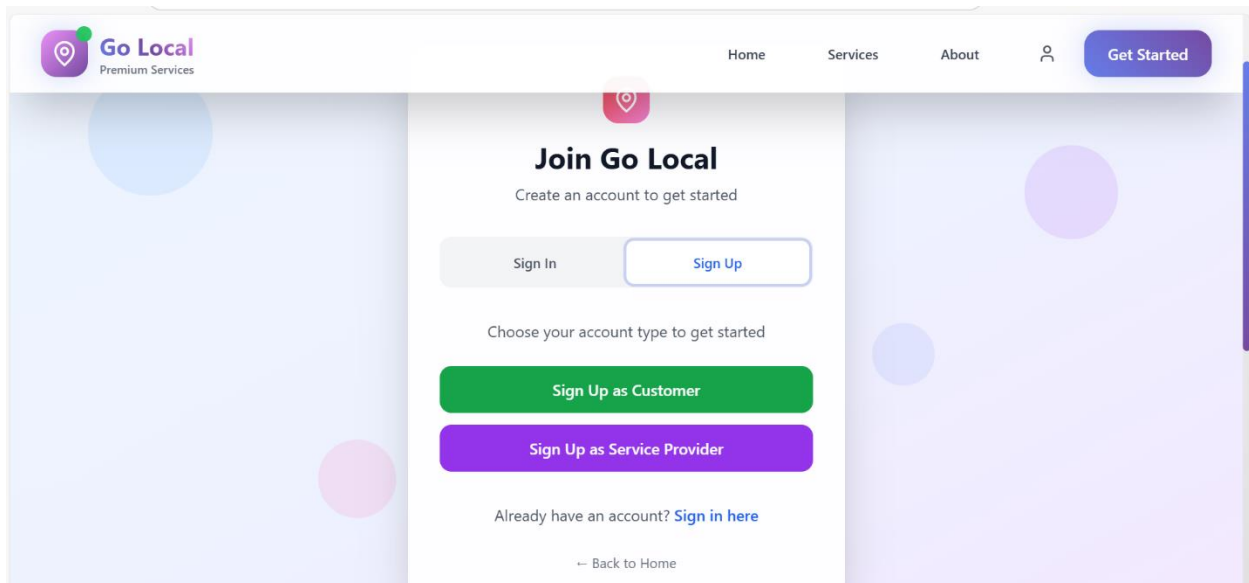 Go Local
Premium Services
Home
Services
About
Get Started
Join Go Local
Create an account to get started
Sign In
Sign Up
Choose your account type to get started
Sign Up as Customer
Sign Up as Service Provider
Already have an account? Sign in here
← Back to Home